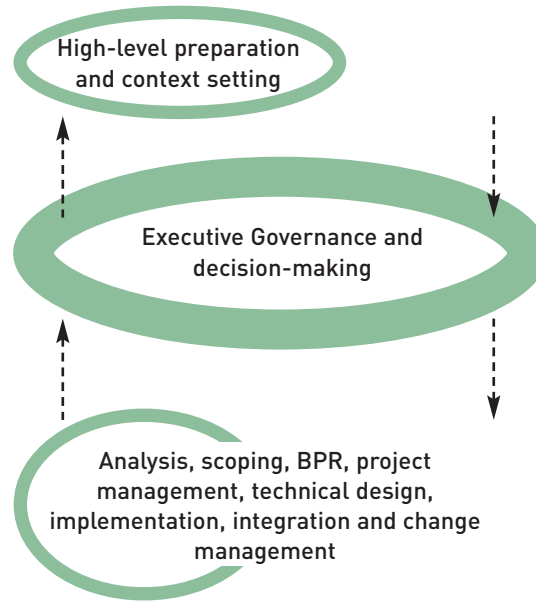 High-level preparation
and context setting
Executive Governance and
decision-making
Analysis, scoping, BPR, project
management, technical design,
implementation, integration and change
management